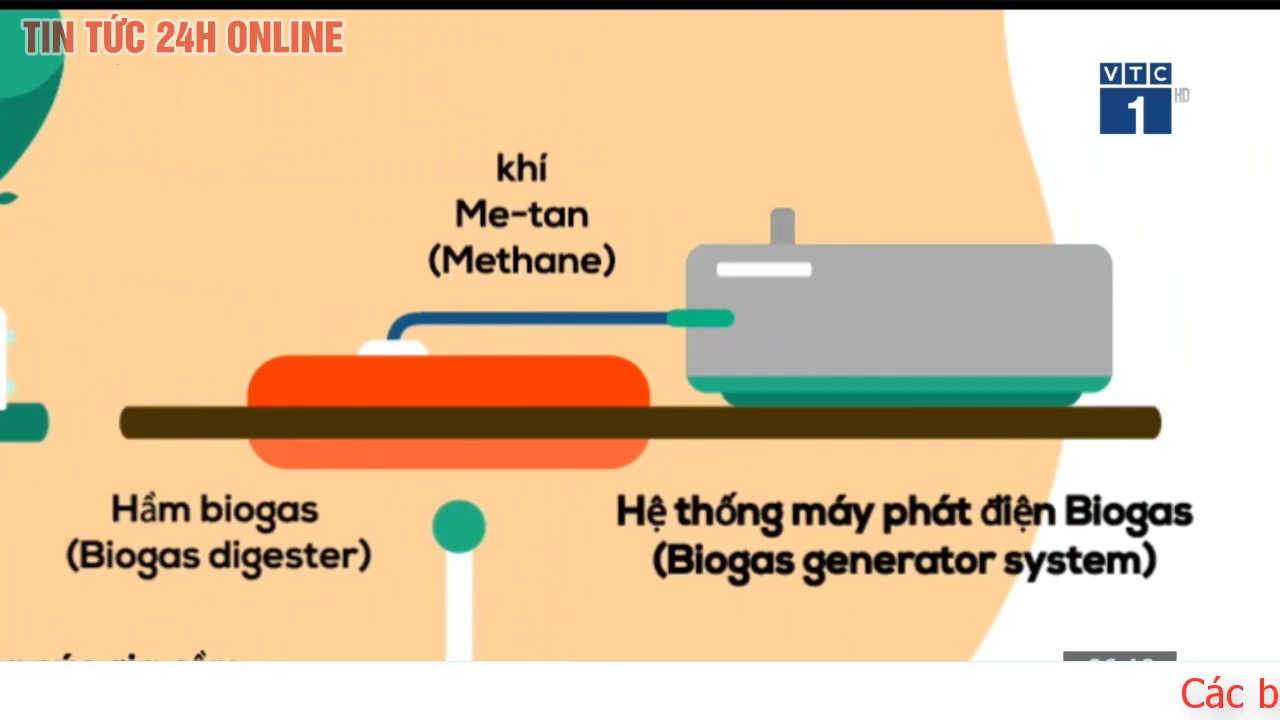 TIN TỨC 24H ONLINE
VTC
1
HD
khí
Me-tan
(Methane)
Hầm biogas
(Biogas digester)
Hệ thống máy phát điện Biogas
(Biogas generator system)
Các b